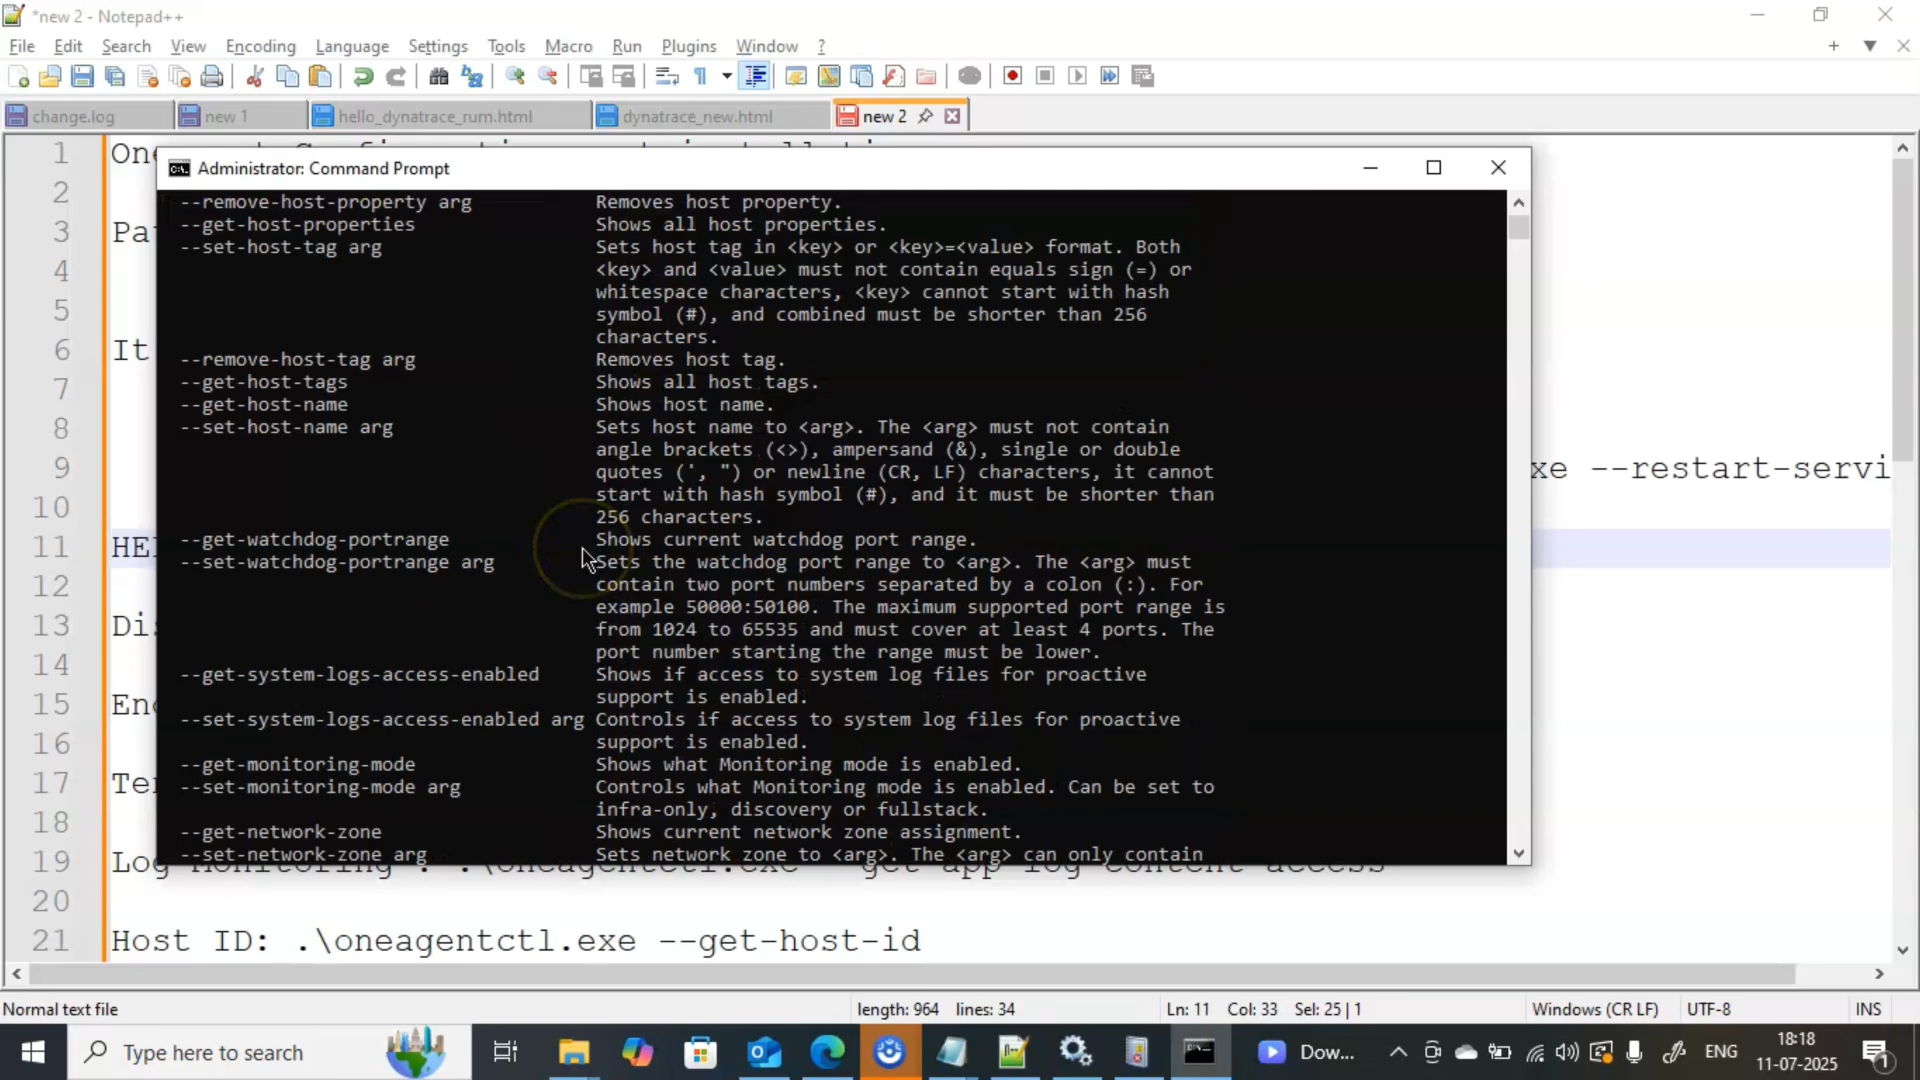 *new 2 - Notepad++
File Edit Search View Encoding Language Settings Tools Macro Run Plugins Window ?
change.log new 1 hello_dynatrace_rum.html dynatrace_new.html new 2
Administrator: Command Prompt
--remove-host-property arg Removes host property.
--get-host-properties Shows all host properties.
--set-host-tag arg Sets host tag in <key> or <key>=<value> format. Both
<key> and <value> must not contain equals sign (=) or
whitespace characters, <key> cannot start with hash
symbol (#), and combined must be shorter than 256
characters.
--remove-host-tag arg Removes host tag.
--get-host-tags Shows all host tags.
--get-host-name Shows host name.
--set-host-name arg Sets host name to <arg>. The <arg> must not contain
angle brackets (<>), ampersand (&), single or double
quotes (', ") or newline (CR, LF) characters, it cannot
start with hash symbol (#), and it must be shorter than
256 characters.
--get-watchdog-portrange Shows current watchdog port range.
--set-watchdog-portrange arg Sets the watchdog port range to <arg>. The <arg> must
contain two port numbers separated by a colon (:). For
example 50000:50100. The maximum supported port range is
from 1024 to 65535 and must cover at least 4 ports. The
port number starting the range must be lower.
--get-system-logs-access-enabled Shows if access to system log files for proactive
support is enabled.
--set-system-logs-access-enabled arg Controls if access to system log files for proactive
support is enabled.
--get-monitoring-mode Shows what Monitoring mode is enabled.
--set-monitoring-mode arg Controls what Monitoring mode is enabled. Can be set to
infra-only, discovery or fullstack.
--get-network-zone Shows current network zone assignment.
--set-network-zone arg Sets network zone to <arg>. The <arg> can only contain
1
2
3 Pa
4
5
6 It
7
8
9 xe --restart-servi
10
11 HE
12
13 Di
14
15 En
16
17 Te
18
19
20
21 Host ID: .\oneagentctl.exe --get-host-id
Normal text file length: 964 lines: 34 Ln: 11 Col: 33 Sel: 25 | 1 Windows (CR LF) UTF-8 INS
Type here to search Dow... ENG 18:18
11-07-2025 1